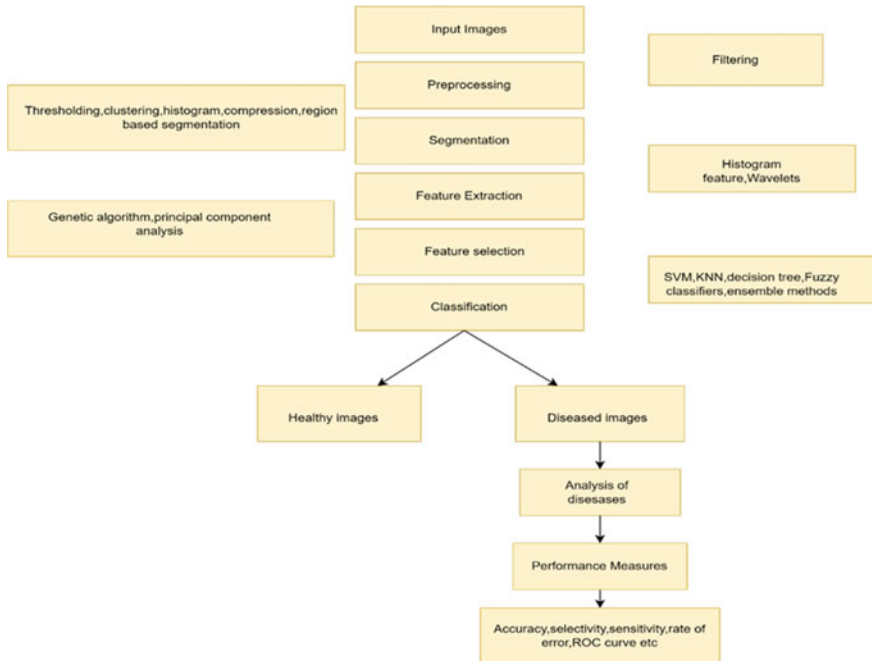 Input Images
Filtering
Preprocessing
Thresholding,clustering,histogram,compression,region
based segmentation
Segmentation
Histogram
feature,Wavelets
Feature Extraction
Genetic algorithm,principal component
analysis
Feature selection
SVM,KNN,decision tree,Fuzzy
classifiers,ensemble methods
Classification
Healthy images
Diseased images
Analysis of
disesases
Performance Measures
Accuracy,selectivity,sensitivity,rate of
error,ROC curve etc